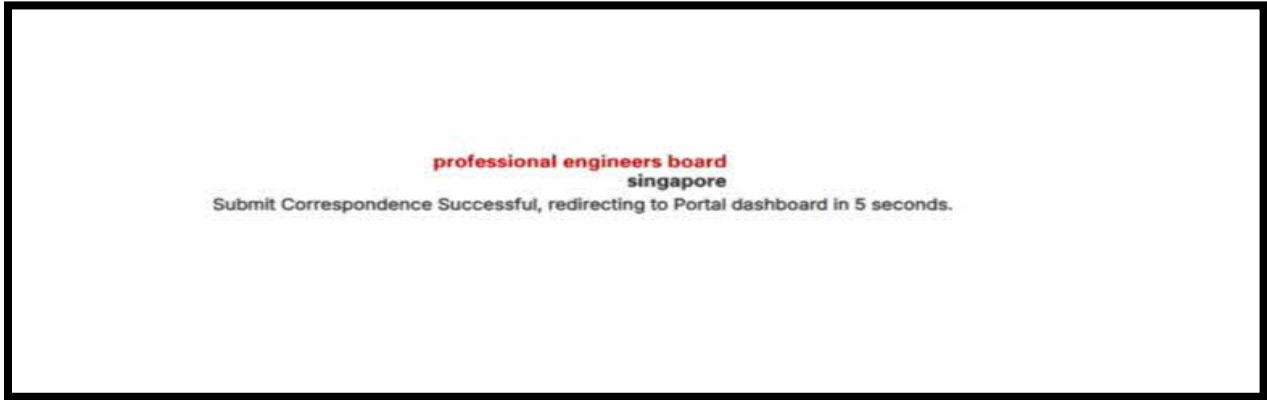 professional engineers board
singapore
Submit Correspondence Successful, redirecting to Portal dashboard in 5 seconds.